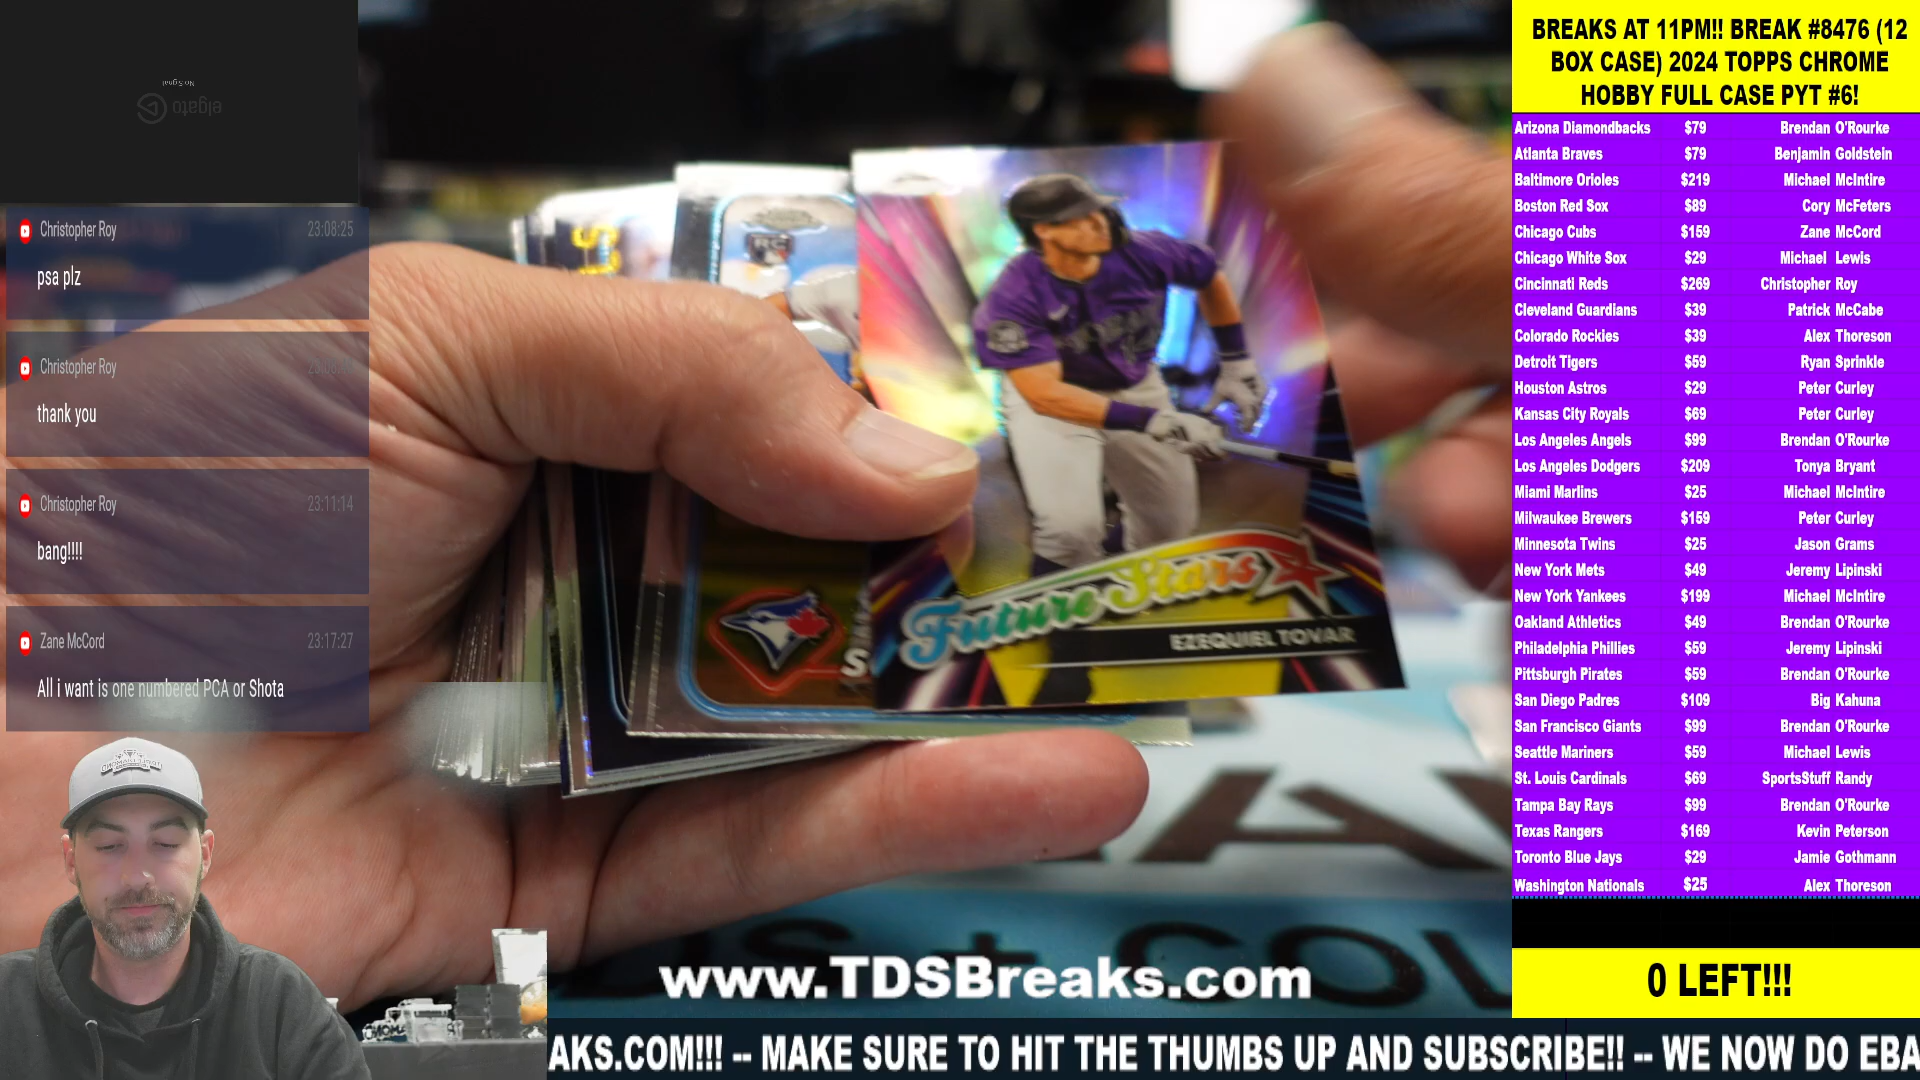 No Signal
elgato
Christopher Roy 23:08:25
psa plz
Christopher Roy
thank you
Christopher Roy 23:11:14
bang!!!!
Zane McCord 23:17:27
All i want is one numbered PCA or Shota
RC
Future Stars
EZEQUIEL TOVAR
S
www.TDSBreaks.com
AKS.COM!!! -- MAKE SURE TO HIT THE THUMBS UP AND SUBSCRIBE!! -- WE NOW DO EBA
BREAKS AT 11PM!! BREAK #8476 (12
BOX CASE) 2024 TOPPS CHROME
HOBBY FULL CASE PYT #6!
Arizona Diamondbacks $79 Brendan O'Rourke
Atlanta Braves $79 Benjamin Goldstein
Baltimore Orioles $219 Michael McIntire
Boston Red Sox $89 Cory McFeters
Chicago Cubs $159 Zane McCord
Chicago White Sox $29 Michael Lewis
Cincinnati Reds $269 Christopher Roy
Cleveland Guardians $39 Patrick McCabe
Colorado Rockies $39 Alex Thoreson
Detroit Tigers $59 Ryan Sprinkle
Houston Astros $29 Peter Curley
Kansas City Royals $69 Peter Curley
Los Angeles Angels $99 Brendan O'Rourke
Los Angeles Dodgers $209 Tonya Bryant
Miami Marlins $25 Michael McIntire
Milwaukee Brewers $159 Peter Curley
Minnesota Twins $25 Jason Grams
New York Mets $49 Jeremy Lipinski
New York Yankees $199 Michael McIntire
Oakland Athletics $49 Brendan O'Rourke
Philadelphia Phillies $59 Jeremy Lipinski
Pittsburgh Pirates $59 Brendan O'Rourke
San Diego Padres $109 Big Kahuna
San Francisco Giants $99 Brendan O'Rourke
Seattle Mariners $59 Michael Lewis
St. Louis Cardinals $69 SportsStuff Randy
Tampa Bay Rays $99 Brendan O'Rourke
Texas Rangers $169 Kevin Peterson
Toronto Blue Jays $29 Jamie Gothmann
Washington Nationals $25 Alex Thoreson
0 LEFT!!!